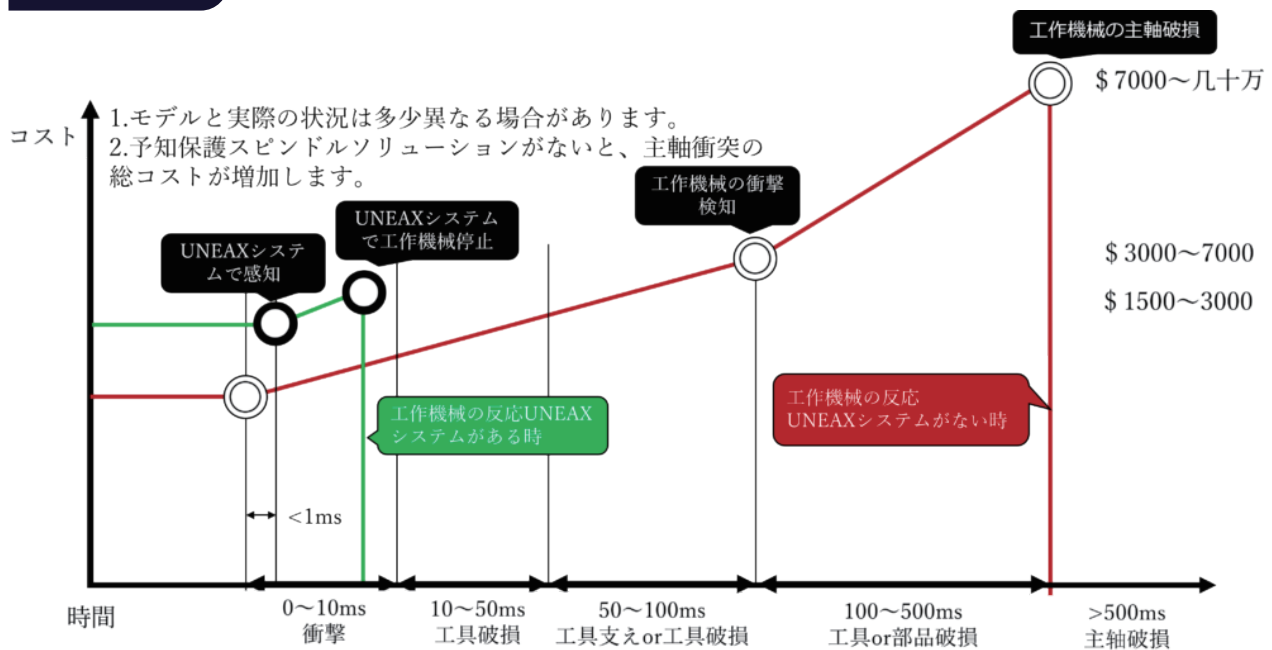 工作機械の主軸破損
$ 7000～几十万
コスト
1.モデルと実際の状況は多少異なる場合があります。
2.予知保護スピンドルソリューションがないと、主軸衝突の
総コストが増加します。
工作機械の衝撃
検知
UNEAXシステム
で工作機械停止
UNEAXシステ
ムで感知
$ 3000～7000
$ 1500～3000
工作機械の反応
UNEAXシステムがない時
工作機械の反応UNEAX
システムがある時
<1ms
時間
0～10ms
衝撃
10～50ms
工具破損
50～100ms
工具支えor工具破損
100～500ms
工具or部品破損
>500ms
主軸破損